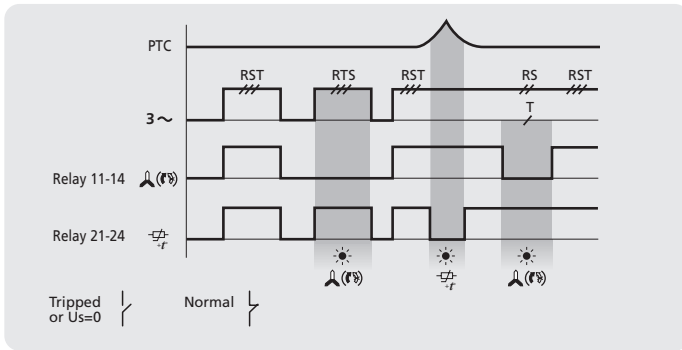 PTC
RST RTS RST RS RST
T
3~
Relay 11-14
Relay 21-24
-t
-t
Tripped
or Us=0
Normal